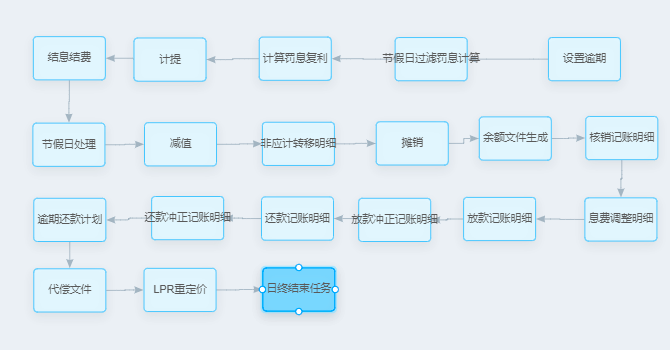 结息结费
计提
计算罚息复利
节假日过滤罚息计算
设置逾期
节假日处理
减值
非应计转移明细
摊销
余额文件生成
核销记账明细
逾期还款计划
还款冲正记账明细
还款记账明细
放款冲正记账明细
放款记账明细
息费调整明细
代偿文件
LPR重定价
日终结束任务